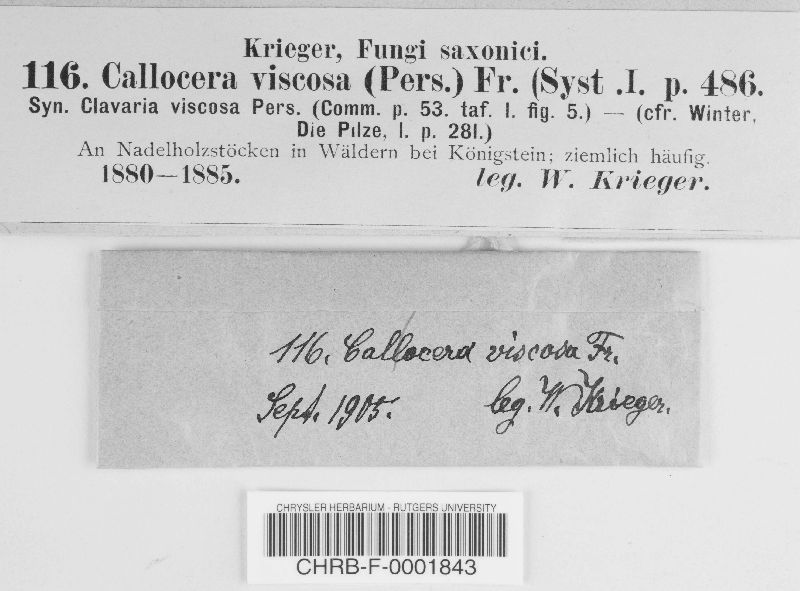 Krieger, Fungi saxonici.
116. Callocera viscosa (Pers.) Fr. (Syst .I. p. 486.
Syn. Clavaria viscosa Pers. (Comm. p. 53. taf. I. fig. 5.) — (cfr. Winter,
Die Pilze, I. p. 281.)
An Nadelholzstöcken in Wäldern bei Königstein; ziemlich häufig.
1880—1885. leg. W. Krieger.
116. Callocera viscosa Fr.
Sept. 1905. leg. W. Krieger.
CHRYSLER HERBARIUM - RUTGERS UNIVERSITY
CHRB-F-0001843